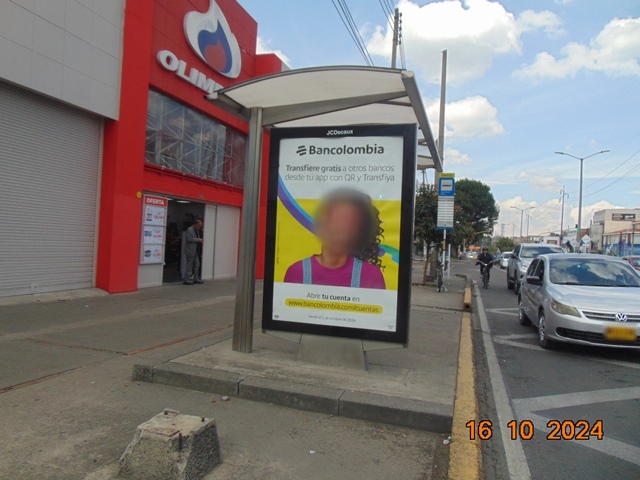 OLIM
OFERTA
JCDecaux
Bancolombia
Transfiere gratis a otros bancos
desde tu app con QR y Transfiya
Abre tu cuenta en
www.bancolombia.com/cuentas
16 10 2024